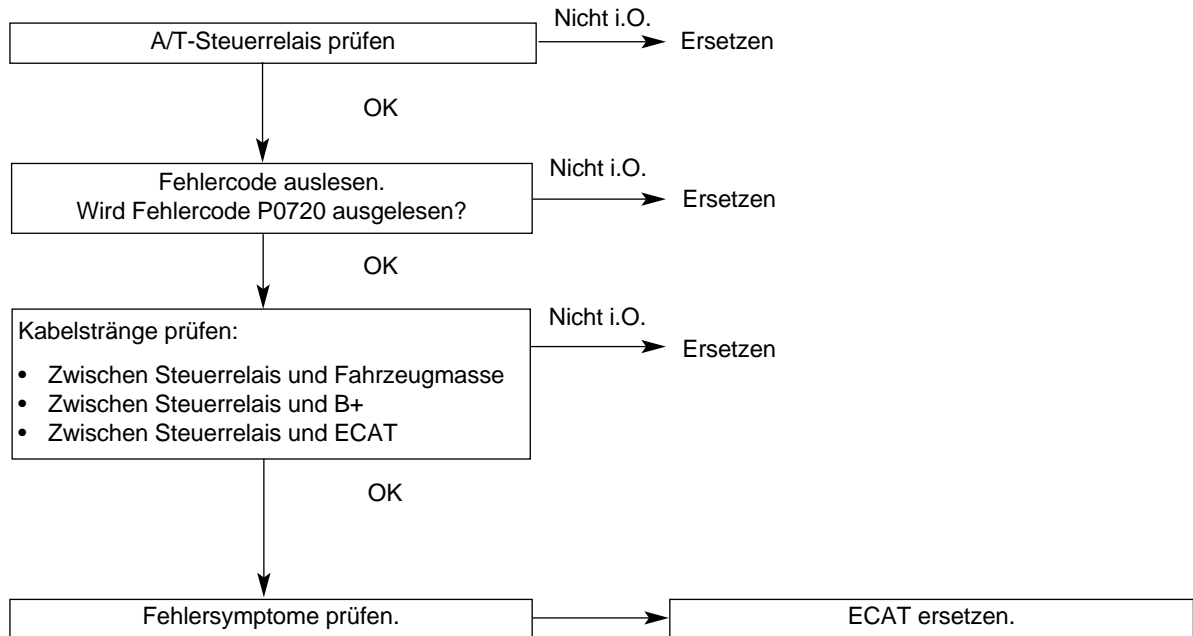 Nicht i.O.
A/T-Steuerrelais prüfen
Ersetzen
OK
Nicht i.O.
Fehlercode auslesen.
Wird Fehlercode P0720 ausgelesen?
Ersetzen
OK
Nicht i.O.
Kabelstränge prüfen:
Ersetzen
• Zwischen Steuerrelais und Fahrzeugmasse
• Zwischen Steuerrelais und B+
• Zwischen Steuerrelais und ECAT
OK
Fehlersymptome prüfen.
ECAT ersetzen.